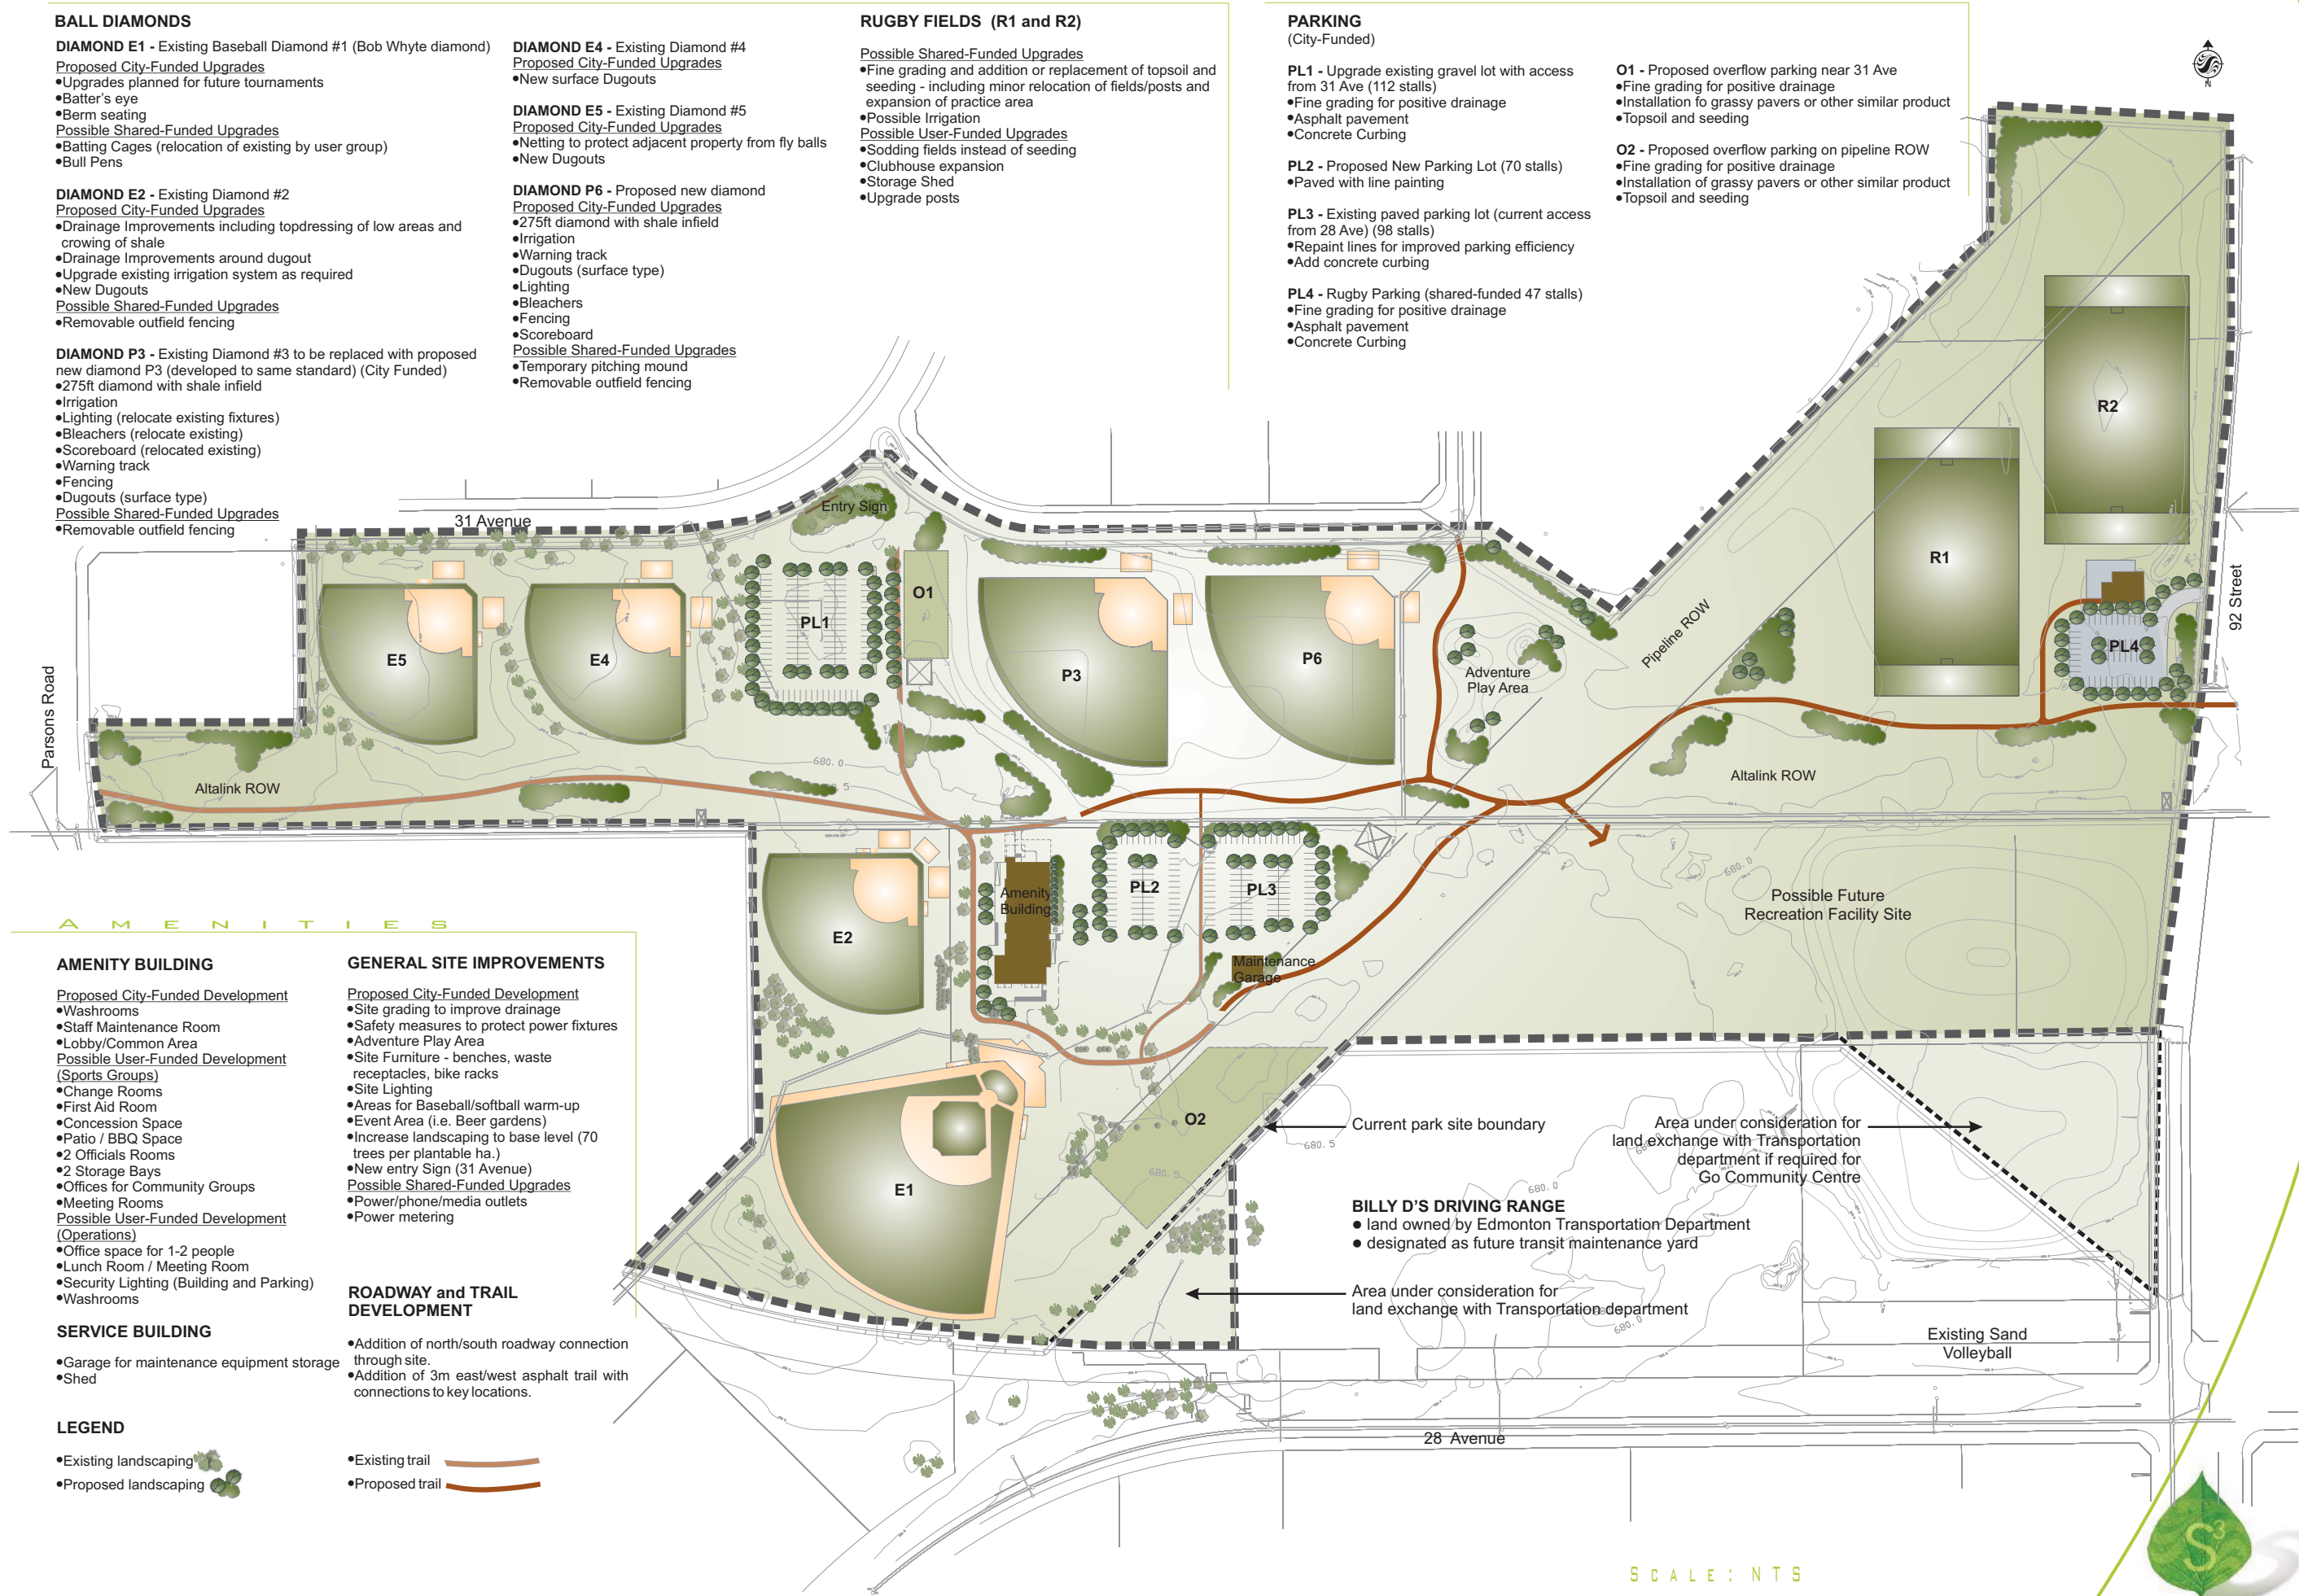 BALL DIAMONDS
DIAMOND E1 - Existing Baseball Diamond #1 (Bob Whyte diamond)
Proposed City-Funded Upgrades
•Upgrades planned for future tournaments
•Batter's eye
•Berm seating
Possible Shared-Funded Upgrades
•Batting Cages (relocation of existing by user group)
•Bull Pens
DIAMOND E2 - Existing Diamond #2
Proposed City-Funded Upgrades
•Drainage Improvements including topdressing of low areas and
crowing of shale
•Drainage Improvements around dugout
•Upgrade existing irrigation system as required
•New Dugouts
Possible Shared-Funded Upgrades
•Removable outfield fencing
DIAMOND P3 - Existing Diamond #3 to be replaced with proposed
new diamond P3 (developed to same standard) (City Funded)
•275ft diamond with shale infield
•Irrigation
•Lighting (relocate existing fixtures)
•Bleachers (relocate existing)
•Scoreboard (relocated existing)
•Warning track
•Fencing
•Dugouts (surface type)
Possible Shared-Funded Upgrades
•Removable outfield fencing
DIAMOND E4 - Existing Diamond #4
Proposed City-Funded Upgrades
•New surface Dugouts
DIAMOND E5 - Existing Diamond #5
Proposed City-Funded Upgrades
•Netting to protect adjacent property from fly balls
•New Dugouts
DIAMOND P6 - Proposed new diamond
Proposed City-Funded Upgrades
•275ft diamond with shale infield
•Irrigation
•Warning track
•Dugouts (surface type)
•Lighting
•Bleachers
•Fencing
•Scoreboard
Possible Shared-Funded Upgrades
•Temporary pitching mound
•Removable outfield fencing
RUGBY FIELDS (R1 and R2)
Possible Shared-Funded Upgrades
•Fine grading and addition or replacement of topsoil and
seeding - including minor relocation of fields/posts and
expansion of practice area
•Possible Irrigation
Possible User-Funded Upgrades
•Sodding fields instead of seeding
•Clubhouse expansion
•Storage Shed
•Upgrade posts
PARKING
(City-Funded)
PL1 - Upgrade existing gravel lot with access
from 31 Ave (112 stalls)
•Fine grading for positive drainage
•Asphalt pavement
•Concrete Curbing
PL2 - Proposed New Parking Lot (70 stalls)
•Paved with line painting
PL3 - Existing paved parking lot (current access
from 28 Ave) (98 stalls)
•Repaint lines for improved parking efficiency
•Add concrete curbing
PL4 - Rugby Parking (shared-funded 47 stalls)
•Fine grading for positive drainage
•Asphalt pavement
•Concrete Curbing
O1 - Proposed overflow parking near 31 Ave
•Fine grading for positive drainage
•Installation fo grassy pavers or other similar product
•Topsoil and seeding
O2 - Proposed overflow parking on pipeline ROW
•Fine grading for positive drainage
•Installation of grassy pavers or other similar product
•Topsoil and seeding
N
31 Avenue
Entry Sign
Parsons Road
E5
E4
PL1
O1
P3
P6
Adventure
Play Area
Pipeline ROW
R1
R2
PL4
92 Street
Altalink ROW
680.0
Altalink ROW
E2
Amenity
Building
PL2
PL3
Maintenance
Garage
680.0
Possible Future
Recreation Facility Site
E1
O2
680.5
680.5
Current park site boundary
Area under consideration for
land exchange with Transportation
department if required for
Go Community Centre
680.0
BILLY D'S DRIVING RANGE
• land owned by Edmonton Transportation Department
• designated as future transit maintenance yard
Area under consideration for
land exchange with Transportation department
680.0
Existing Sand
Volleyball
28 Avenue
AMENITIES
AMENITY BUILDING
Proposed City-Funded Development
•Washrooms
•Staff Maintenance Room
•Lobby/Common Area
Possible User-Funded Development
(Sports Groups)
•Change Rooms
•First Aid Room
•Concession Space
•Patio / BBQ Space
•2 Officials Rooms
•2 Storage Bays
•Offices for Community Groups
•Meeting Rooms
Possible User-Funded Development
(Operations)
•Office space for 1-2 people
•Lunch Room / Meeting Room
•Security Lighting (Building and Parking)
•Washrooms
SERVICE BUILDING
•Garage for maintenance equipment storage
•Shed
GENERAL SITE IMPROVEMENTS
Proposed City-Funded Development
•Site grading to improve drainage
•Safety measures to protect power fixtures
•Adventure Play Area
•Site Furniture - benches, waste
receptacles, bike racks
•Site Lighting
•Areas for Baseball/softball warm-up
•Event Area (i.e. Beer gardens)
•Increase landscaping to base level (70
trees per plantable ha.)
•New entry Sign (31 Avenue)
Possible Shared-Funded Upgrades
•Power/phone/media outlets
•Power metering
ROADWAY and TRAIL
DEVELOPMENT
•Addition of north/south roadway connection
through site.
•Addition of 3m east/west asphalt trail with
connections to key locations.
LEGEND
•Existing landscaping
•Proposed landscaping
•Existing trail
•Proposed trail
SCALE: NTS
S3